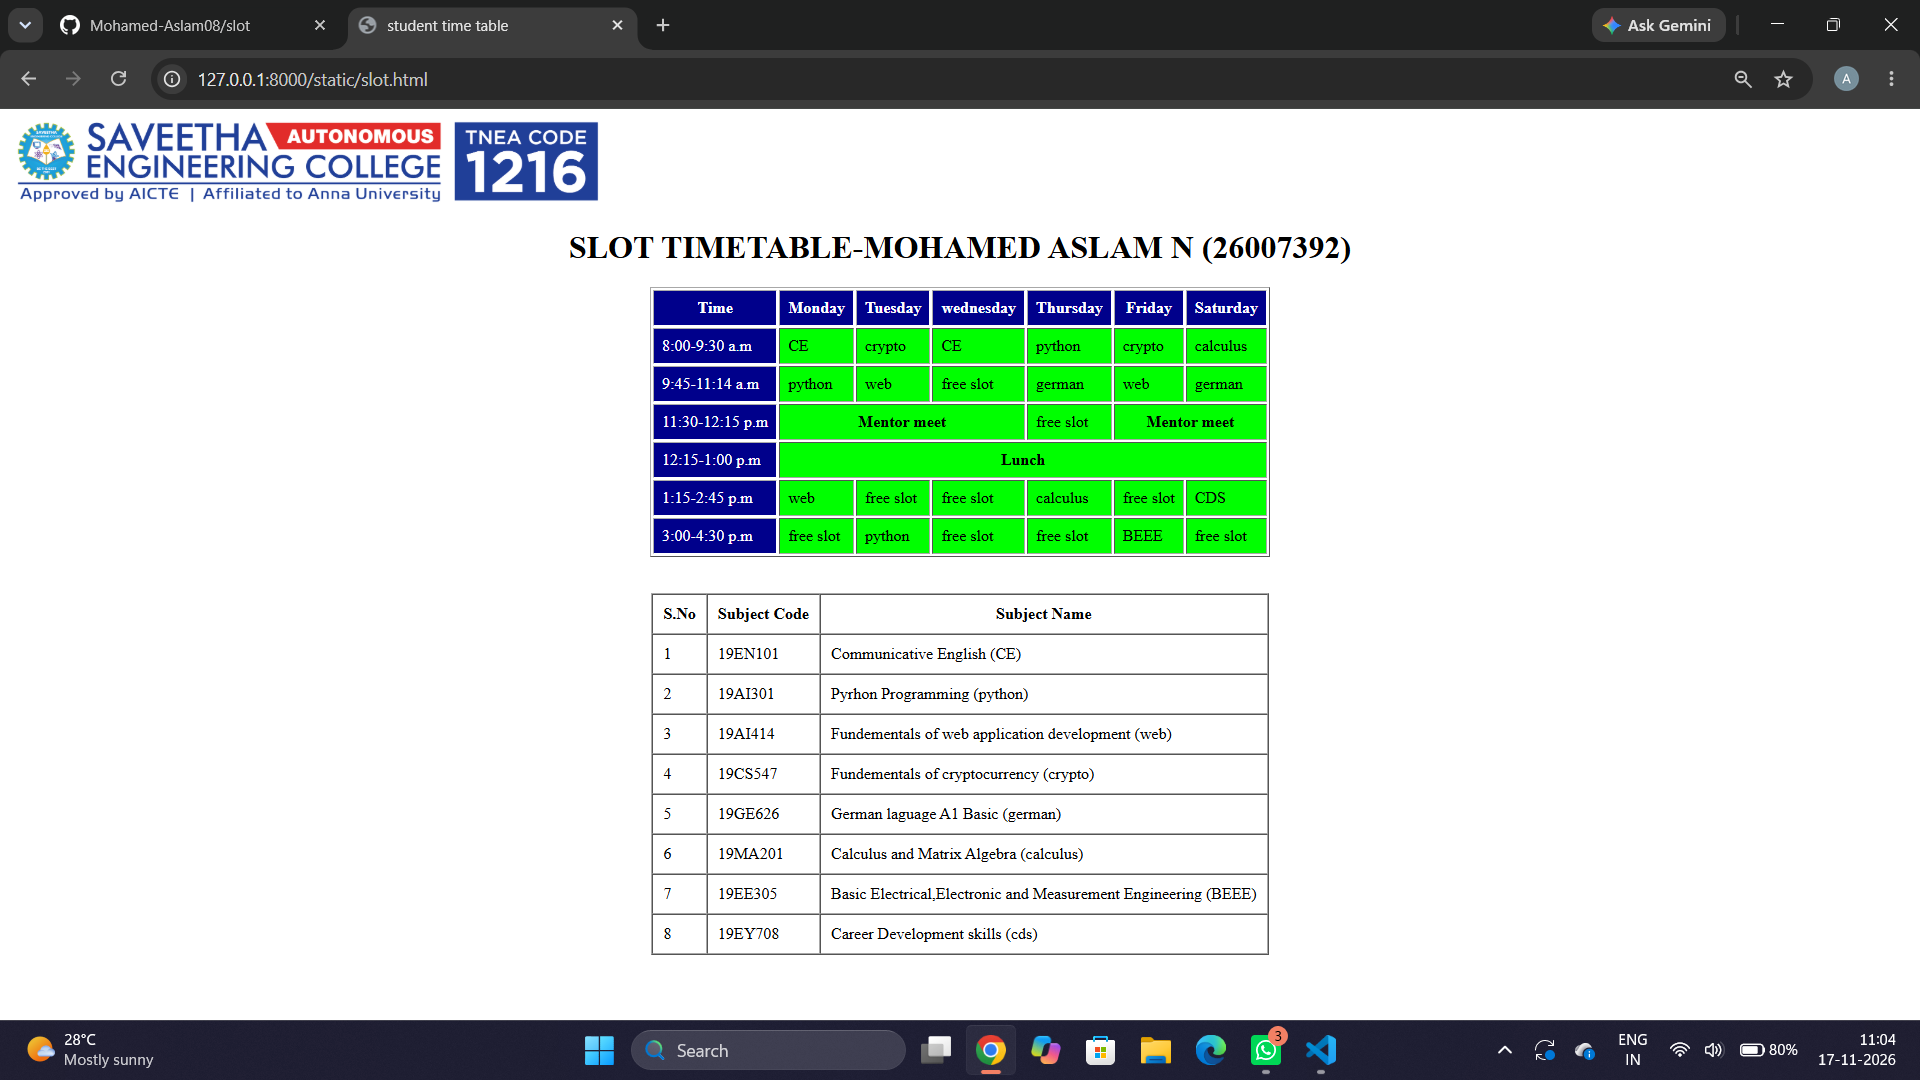 Mohamed-Aslam08/slot
student time table
Ask Gemini
127.0.0.1:8000/static/slot.html
A
SAVEETHA AUTONOMOUS
ENGINEERING COLLEGE
Approved by AICTE | Affiliated to Anna University
TNEA CODE
1216
SLOT TIMETABLE-MOHAMED ASLAM N (26007392)
Time Monday Tuesday wednesday Thursday Friday Saturday
8:00-9:30 a.m CE crypto CE python crypto calculus
9:45-11:14 a.m python web free slot german web german
11:30-12:15 p.m Mentor meet free slot Mentor meet
12:15-1:00 p.m Lunch
1:15-2:45 p.m web free slot free slot calculus free slot CDS
3:00-4:30 p.m free slot python free slot free slot BEEE free slot
S.No Subject Code Subject Name
1 19EN101 Communicative English (CE)
2 19AI301 Pyrhon Programming (python)
3 19AI414 Fundementals of web application development (web)
4 19CS547 Fundementals of cryptocurrency (crypto)
5 19GE626 German laguage A1 Basic (german)
6 19MA201 Calculus and Matrix Algebra (calculus)
7 19EE305 Basic Electrical,Electronic and Measurement Engineering (BEEE)
8 19EY708 Career Development skills (cds)
28°C
Mostly sunny
Search
3
ENG
IN
80%
11:04
17-11-2026